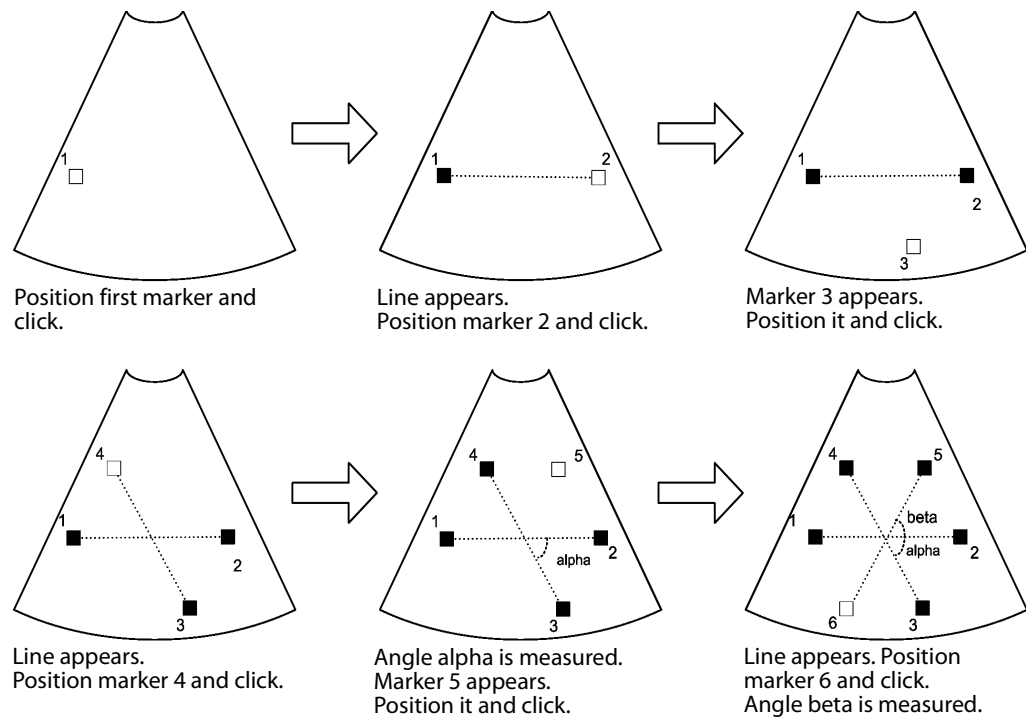 1
1
2
1
2
3
Position first marker and
click.
Line appears.
Position marker 2 and click.
Marker 3 appears.
Position it and click.
4
1
2
3
4
5
1
2
alpha
3
4
5
beta
1
2
alpha
6
3
Line appears.
Position marker 4 and click.
Angle alpha is measured.
Marker 5 appears.
Position it and click.
Line appears. Position
marker 6 and click.
Angle beta is measured.